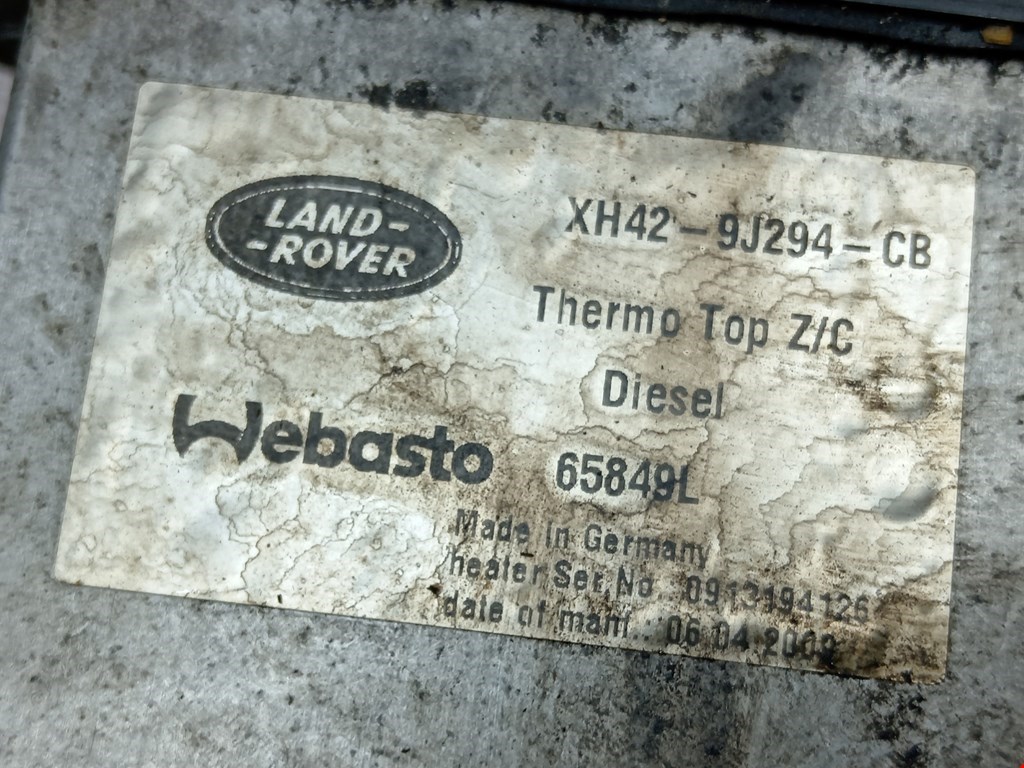 LAND-
-ROVER
XH42-9J294-CB
Thermo Top Z/C
Diesel
Webasto
65849L
Made in Germany
heater Ser.No.: 0913194126
date of manf.: 06.04.2009